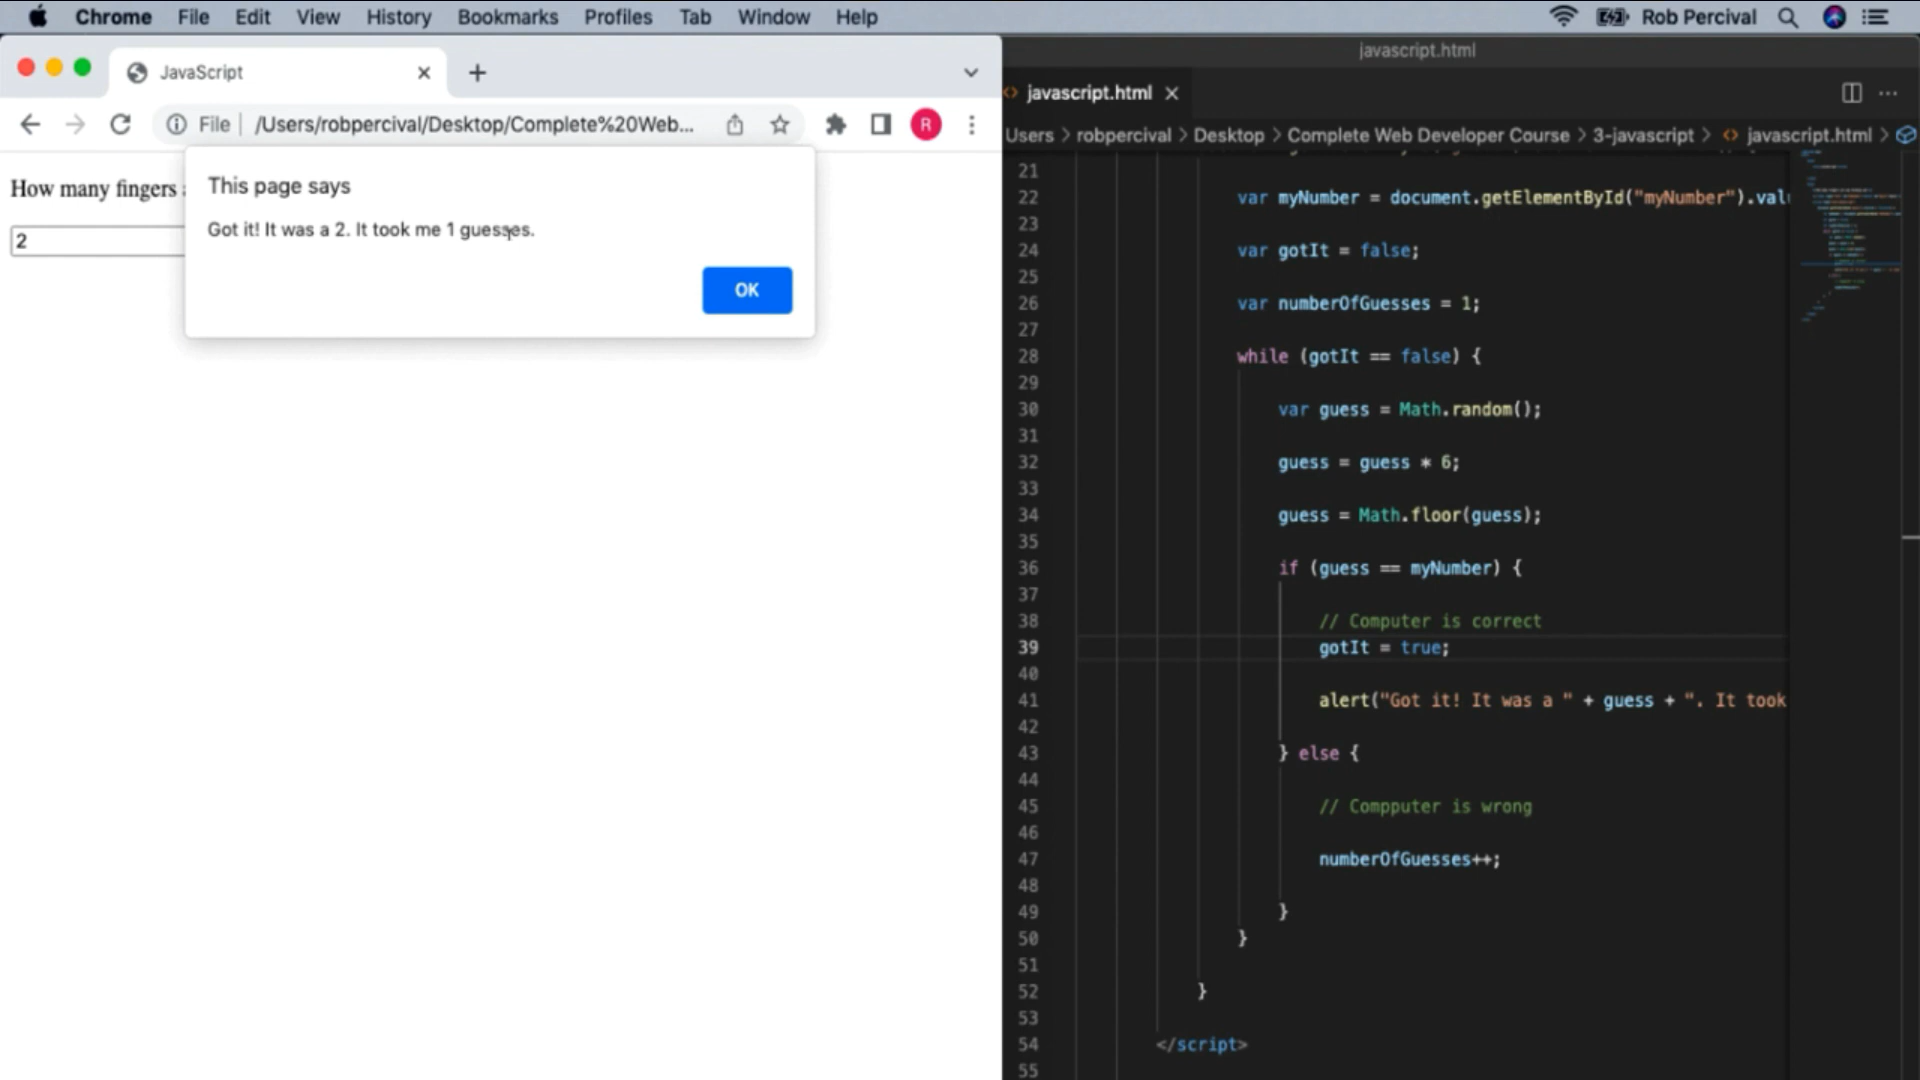 Chrome File Edit View History Bookmarks Profiles Tab Window Help Rob Percival
JavaScript
File /Users/robpercival/Desktop/Complete%20Web...
R
How many fingers
2
This page says
Got it! It was a 2. It took me 1 guesses.
OK
javascript.html
javascript.html
Users > robpercival > Desktop > Complete Web Developer Course > 3-javascript > javascript.html >
21
22 var myNumber = document.getElementById("myNumber").val
23
24 var gotIt = false;
25
26 var numberOfGuesses = 1;
27
28 while (gotIt == false) {
29
30 var guess = Math.random();
31
32 guess = guess * 6;
33
34 guess = Math.floor(guess);
35
36 if (guess == myNumber) {
37
38 // Computer is correct
39 gotIt = true;
40
41 alert("Got it! It was a " + guess + ". It took
42
43 } else {
44
45 // Compputer is wrong
46
47 numberOfGuesses++;
48
49 }
50 }
51
52 }
53
54 </script>
55